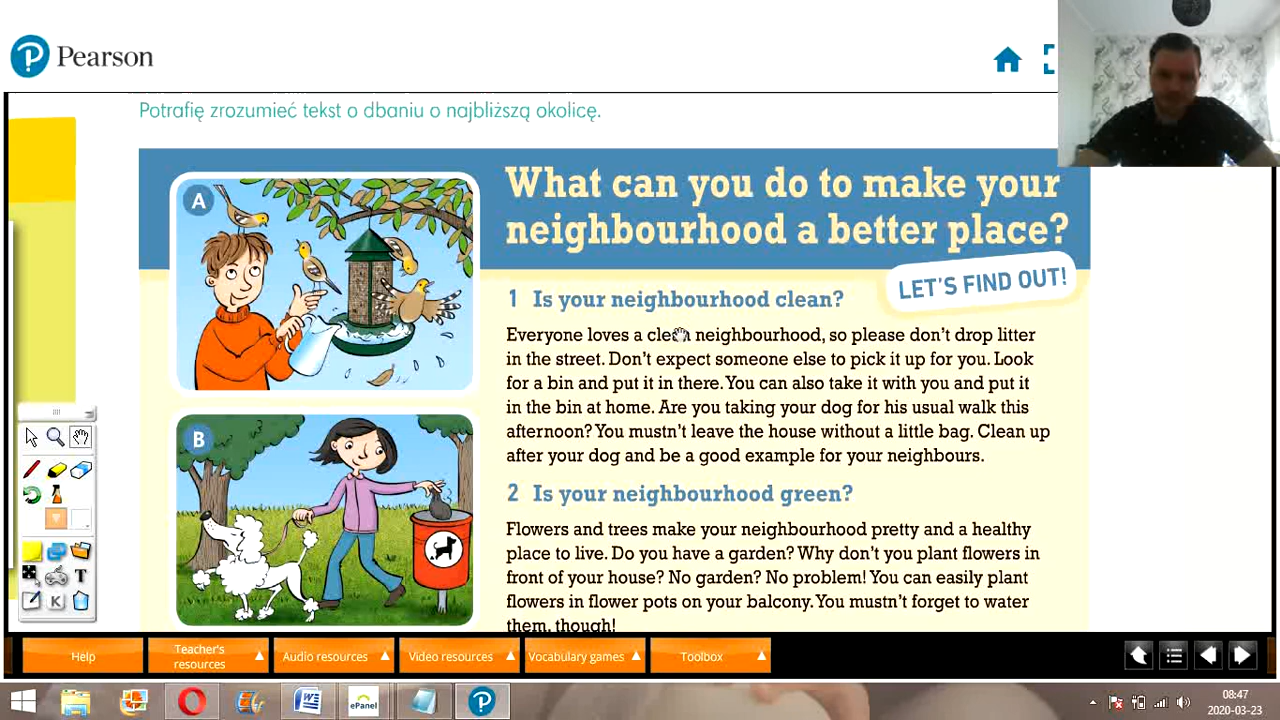 Pearson
Potrafię zrozumieć tekst o dbaniu o najbliższą okolicę.
A
What can you do to make your
neighbourhood a better place?
LET'S FIND OUT!
1 Is your neighbourhood clean?
Everyone loves a clean neighbourhood, so please don't drop litter
in the street. Don't expect someone else to pick it up for you. Look
for a bin and put it in there. You can also take it with you and put it
in the bin at home. Are you taking your dog for his usual walk this
afternoon? You mustn't leave the house without a little bag. Clean up
after your dog and be a good example for your neighbours.
B
2 Is your neighbourhood green?
Flowers and trees make your neighbourhood pretty and a healthy
place to live. Do you have a garden? Why don't you plant flowers in
front of your house? No garden? No problem! You can easily plant
flowers in flower pots on your balcony. You mustn't forget to water
them, though!
T
K
Help
Teacher's
resources
Audio resources
Video resources
Vocabulary games
Toolbox
ePanel
08:47
2020-03-23